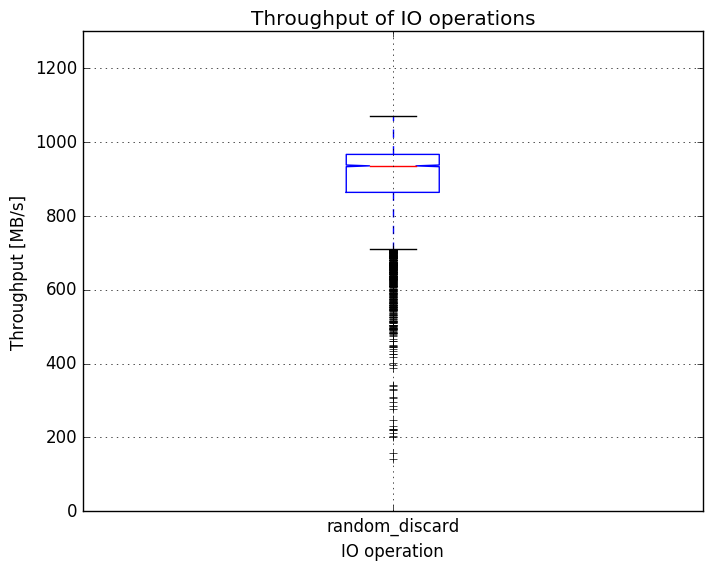 Throughput of IO operations
Throughput [MB/s]
1200
1000
800
600
400
200
0
random_discard
IO operation